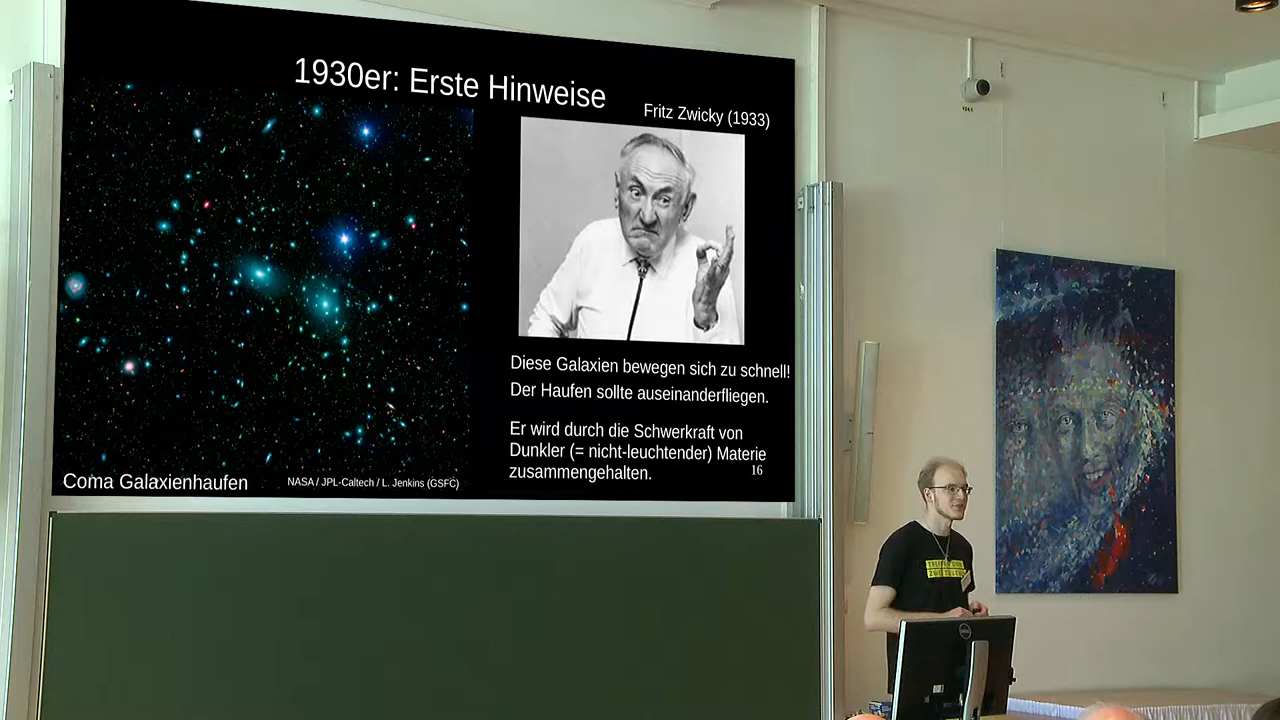 1930er: Erste Hinweise
Fritz Zwicky (1933)
Diese Galaxien bewegen sich zu schnell!
Der Haufen sollte auseinanderfliegen.
Er wird durch die Schwerkraft von
Dunkler (= nicht-leuchtender) Materie
zusammengehalten.
16
Coma Galaxienhaufen
NASA / JPL-Caltech / L. Jenkins (GSFC)
DELL